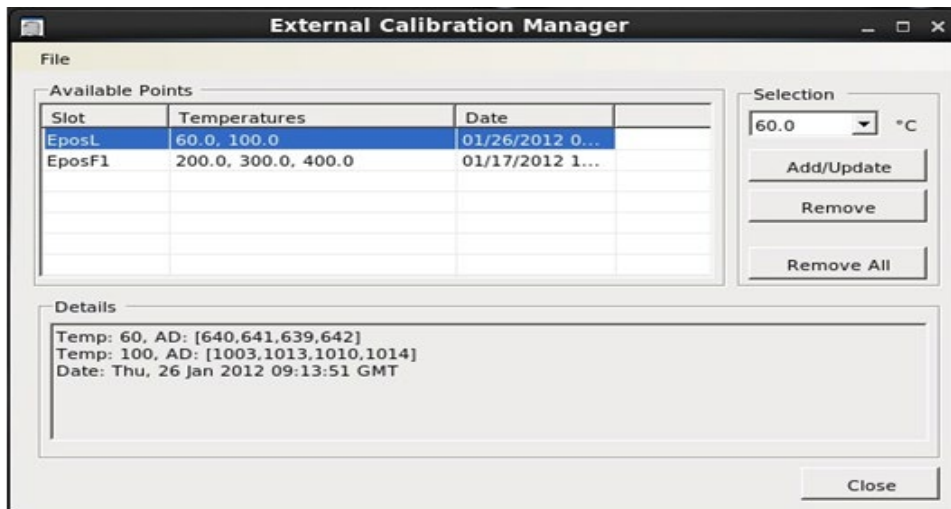 External Calibration Manager
File
Available Points
Slot Temperatures Date
EposL 60.0, 100.0 01/26/2012 0...
EposF1 200.0, 300.0, 400.0 01/17/2012 1...
Selection
60.0 °C
Add/Update
Remove
Remove All
Details
Temp: 60, AD: [640,641,639,642]
Temp: 100, AD: [1003,1013,1010,1014]
Date: Thu, 26 Jan 2012 09:13:51 GMT
Close